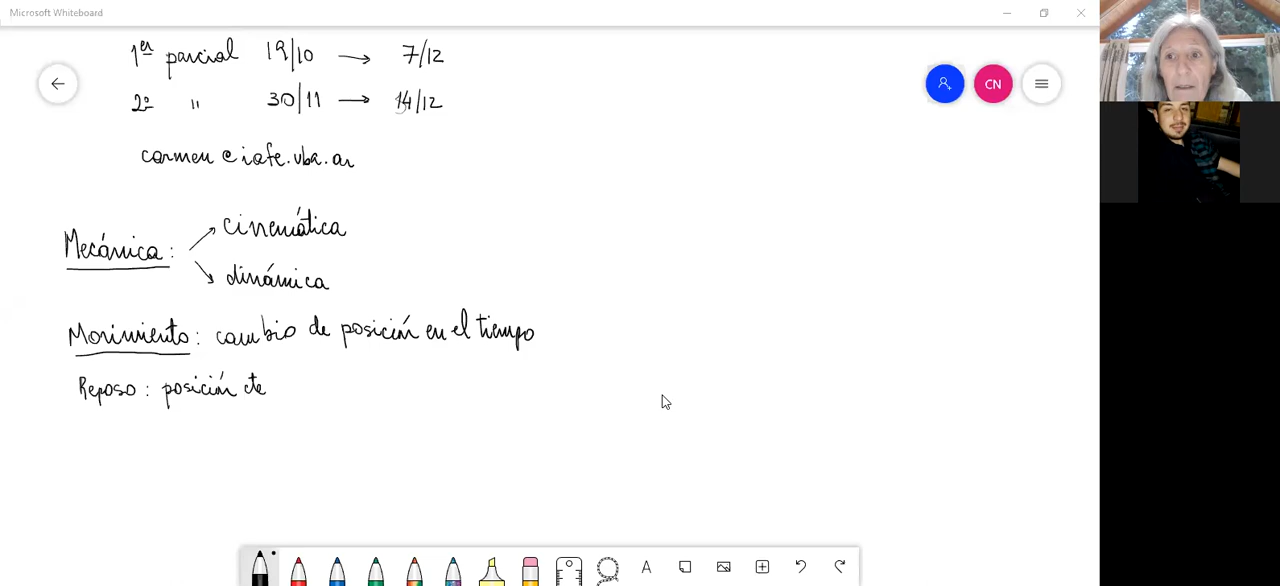 Microsoft Whiteboard
1er parcial 19/10 → 7/12
2º " 30/11 → 14/12
CN
carmen@iafe.uba.ar
Mecánica: cinemática
dinámica
Movimiento: cambio de posición en el tiempo
Reposo: posición cte
A